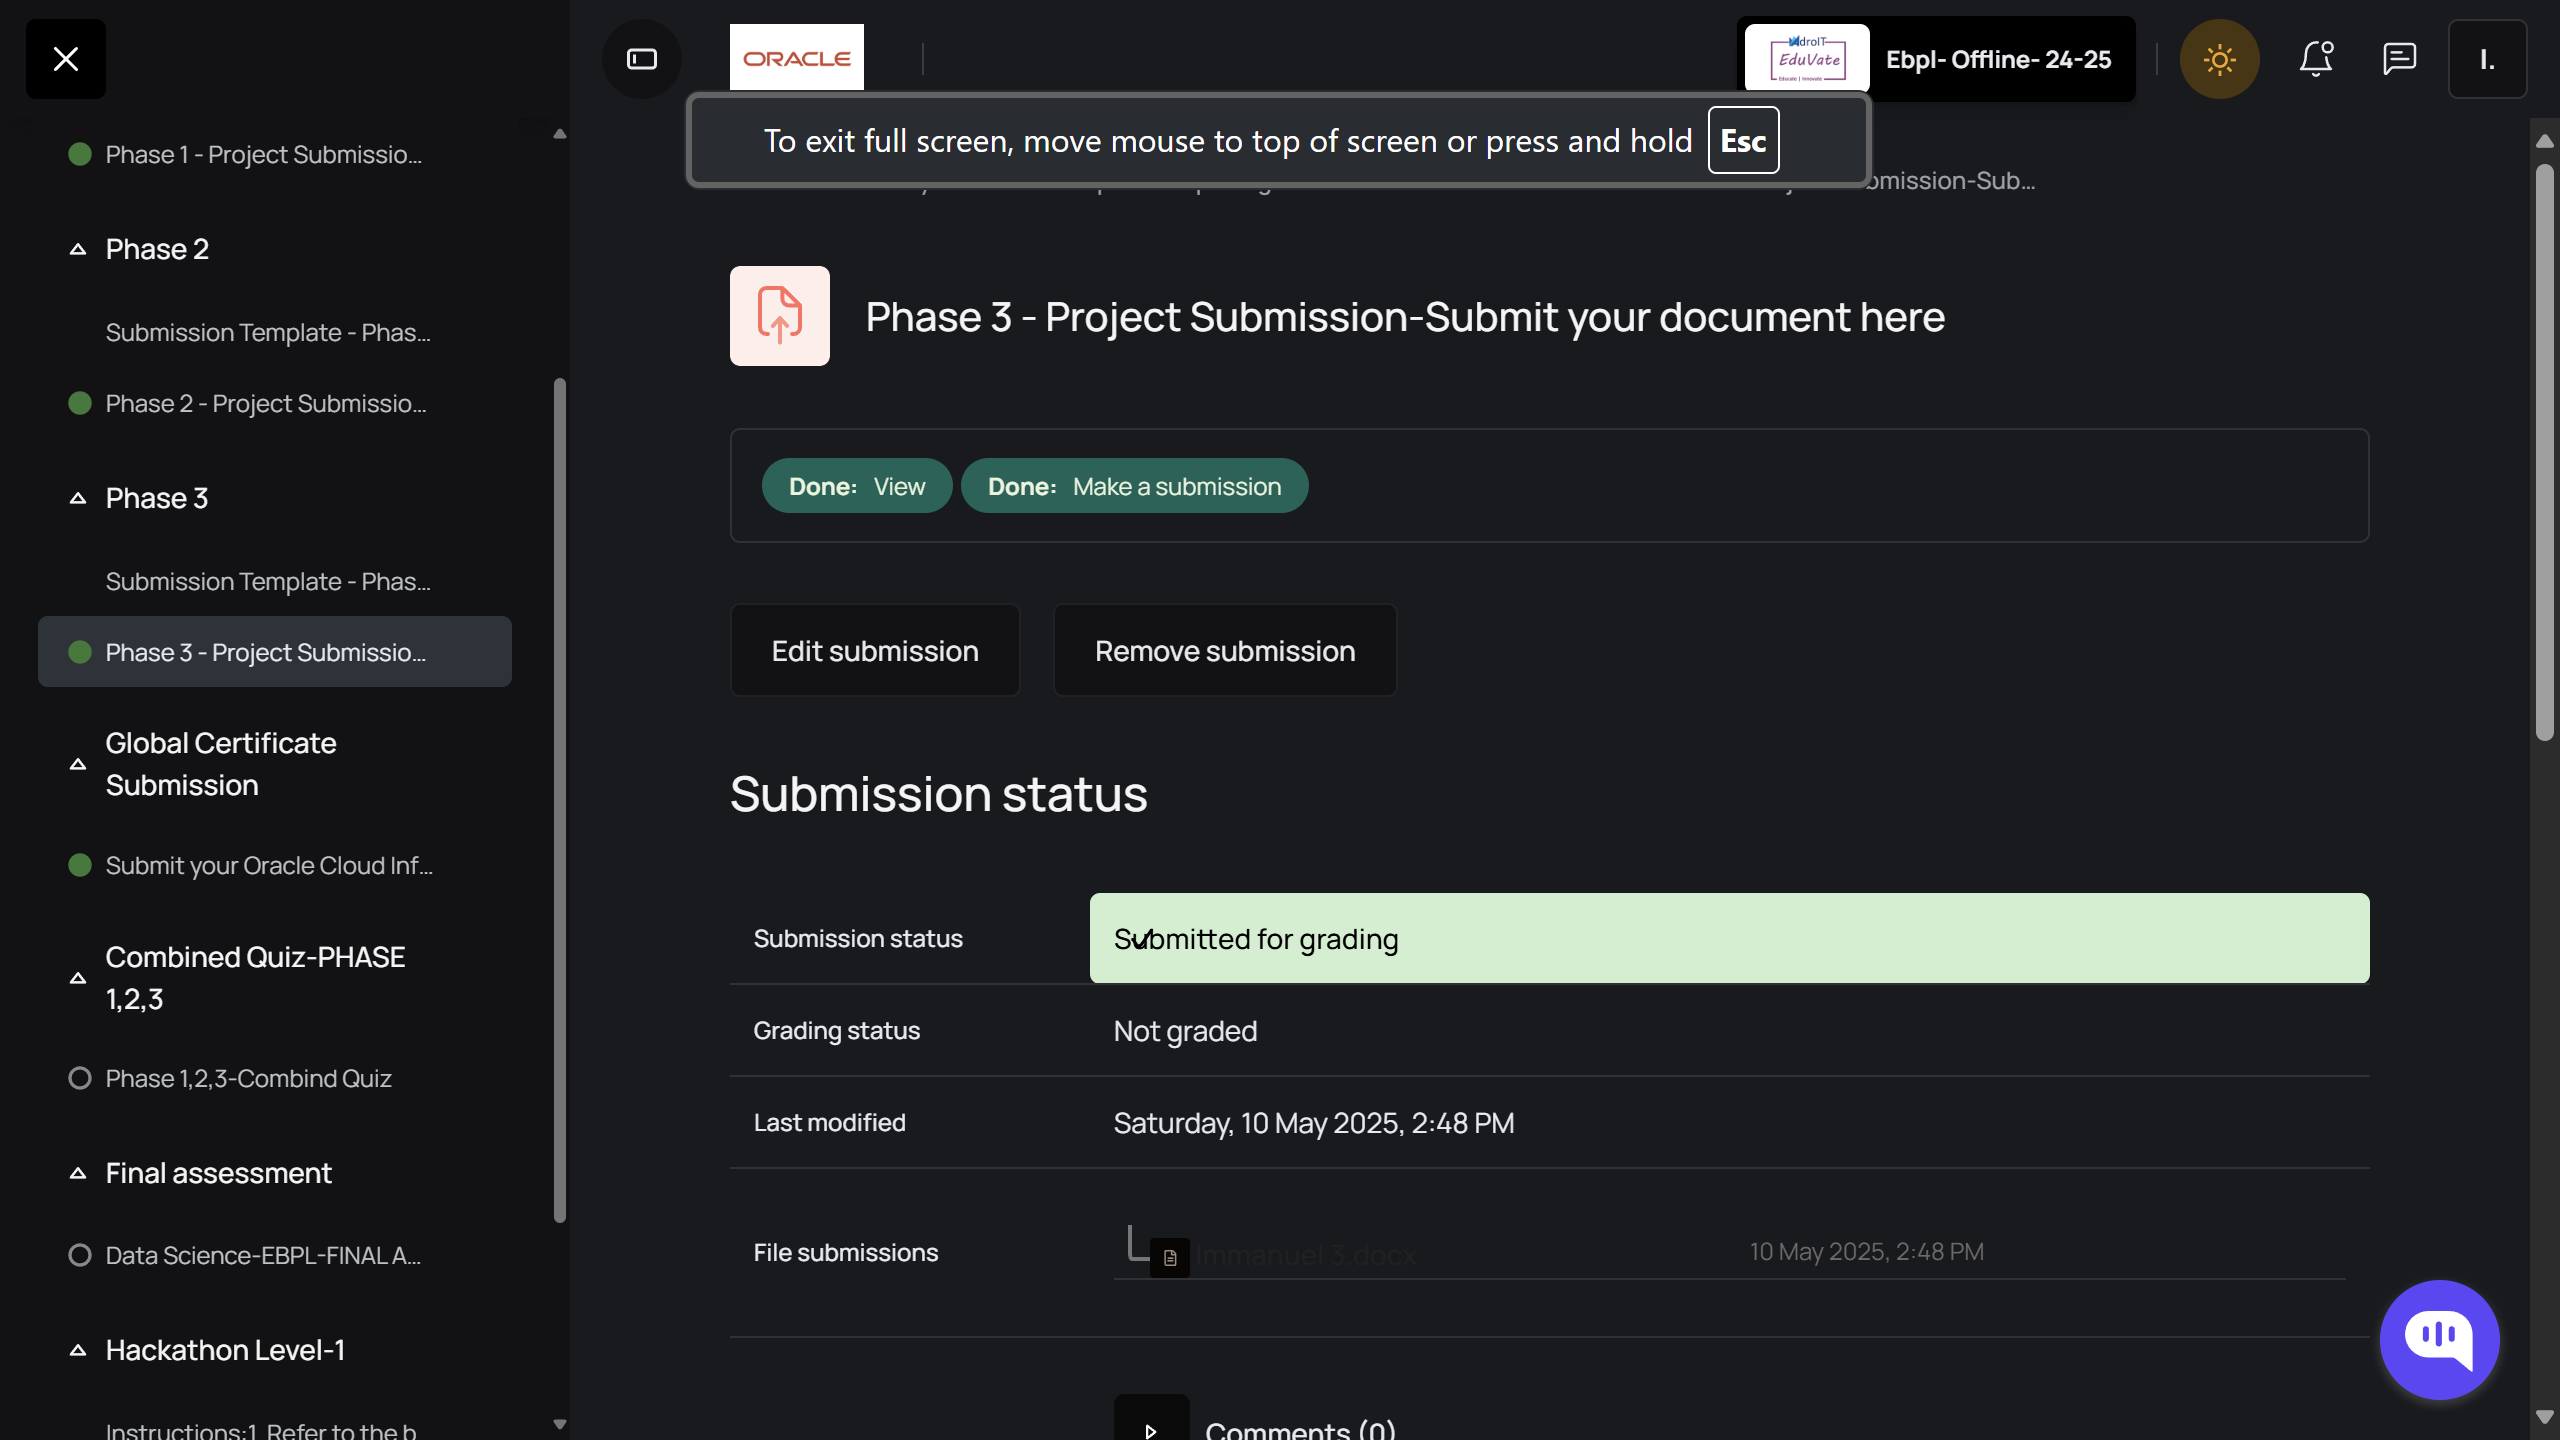 Phase 1 - Project Submissio...
Phase 2
Submission Template - Phas...
Phase 2 - Project Submissio...
Phase 3
Submission Template - Phas...
Phase 3 - Project Submissio...
Global Certificate
Submission
Submit your Oracle Cloud Inf...
Combined Quiz-PHASE
1,2,3
Phase 1,2,3-Combind Quiz
Final assessment
Data Science-EBPL-FINAL A...
Hackathon Level-1
Instructions:1. Refer to the b
ORACLE
EduVate
Ebpl- Offline- 24-25
I.
To exit full screen, move mouse to top of screen or press and hold Esc
bmission-Sub...
Phase 3 - Project Submission-Submit your document here
Done: View
Done: Make a submission
Edit submission
Remove submission
Submission status
Submission status
Submitted for grading
Grading status
Not graded
Last modified
Saturday, 10 May 2025, 2:48 PM
File submissions
Immanuel 3.docx
10 May 2025, 2:48 PM
Comments (0)